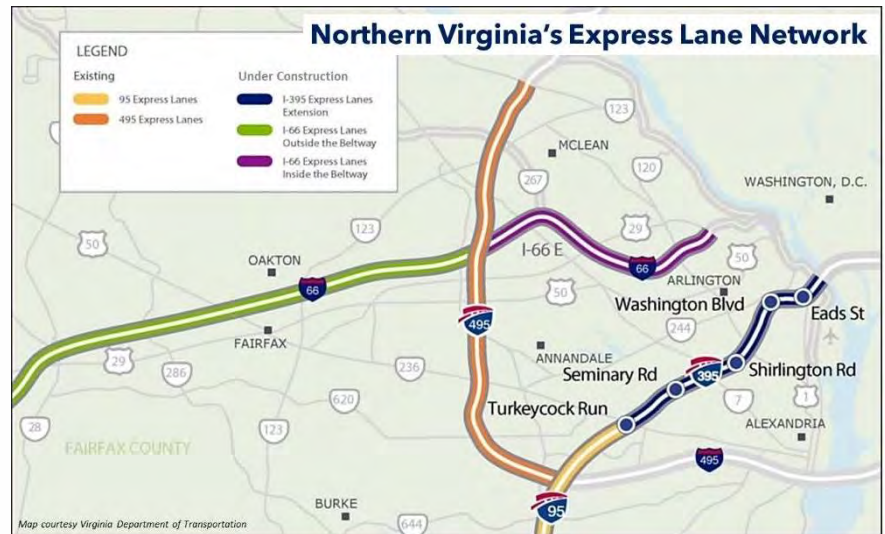 Northern Virginia's Express Lane Network
LEGEND
Existing
95 Express Lanes
495 Express Lanes
Under Construction
I-395 Express Lanes
Extension
I-66 Express Lanes
Outside the Beltway
I-66 Express Lanes
Inside the Beltway
123
MCLEAN
120
267
WASHINGTON, D.C.
50
123
29
OAKTON
I-66 E
66
50
66
50
ARLINGTON
Washington Blvd
Eads St
495
FAIRFAX
244
29
286
236
ANNANDALE
Shirlington Rd
Seminary Rd
395
1
620
7
Turkeycock Run
28
123
ALEXANDRIA
FAIRFAX COUNTY
495
BURKE
95
644
Map courtesy Virginia Department of Transportation